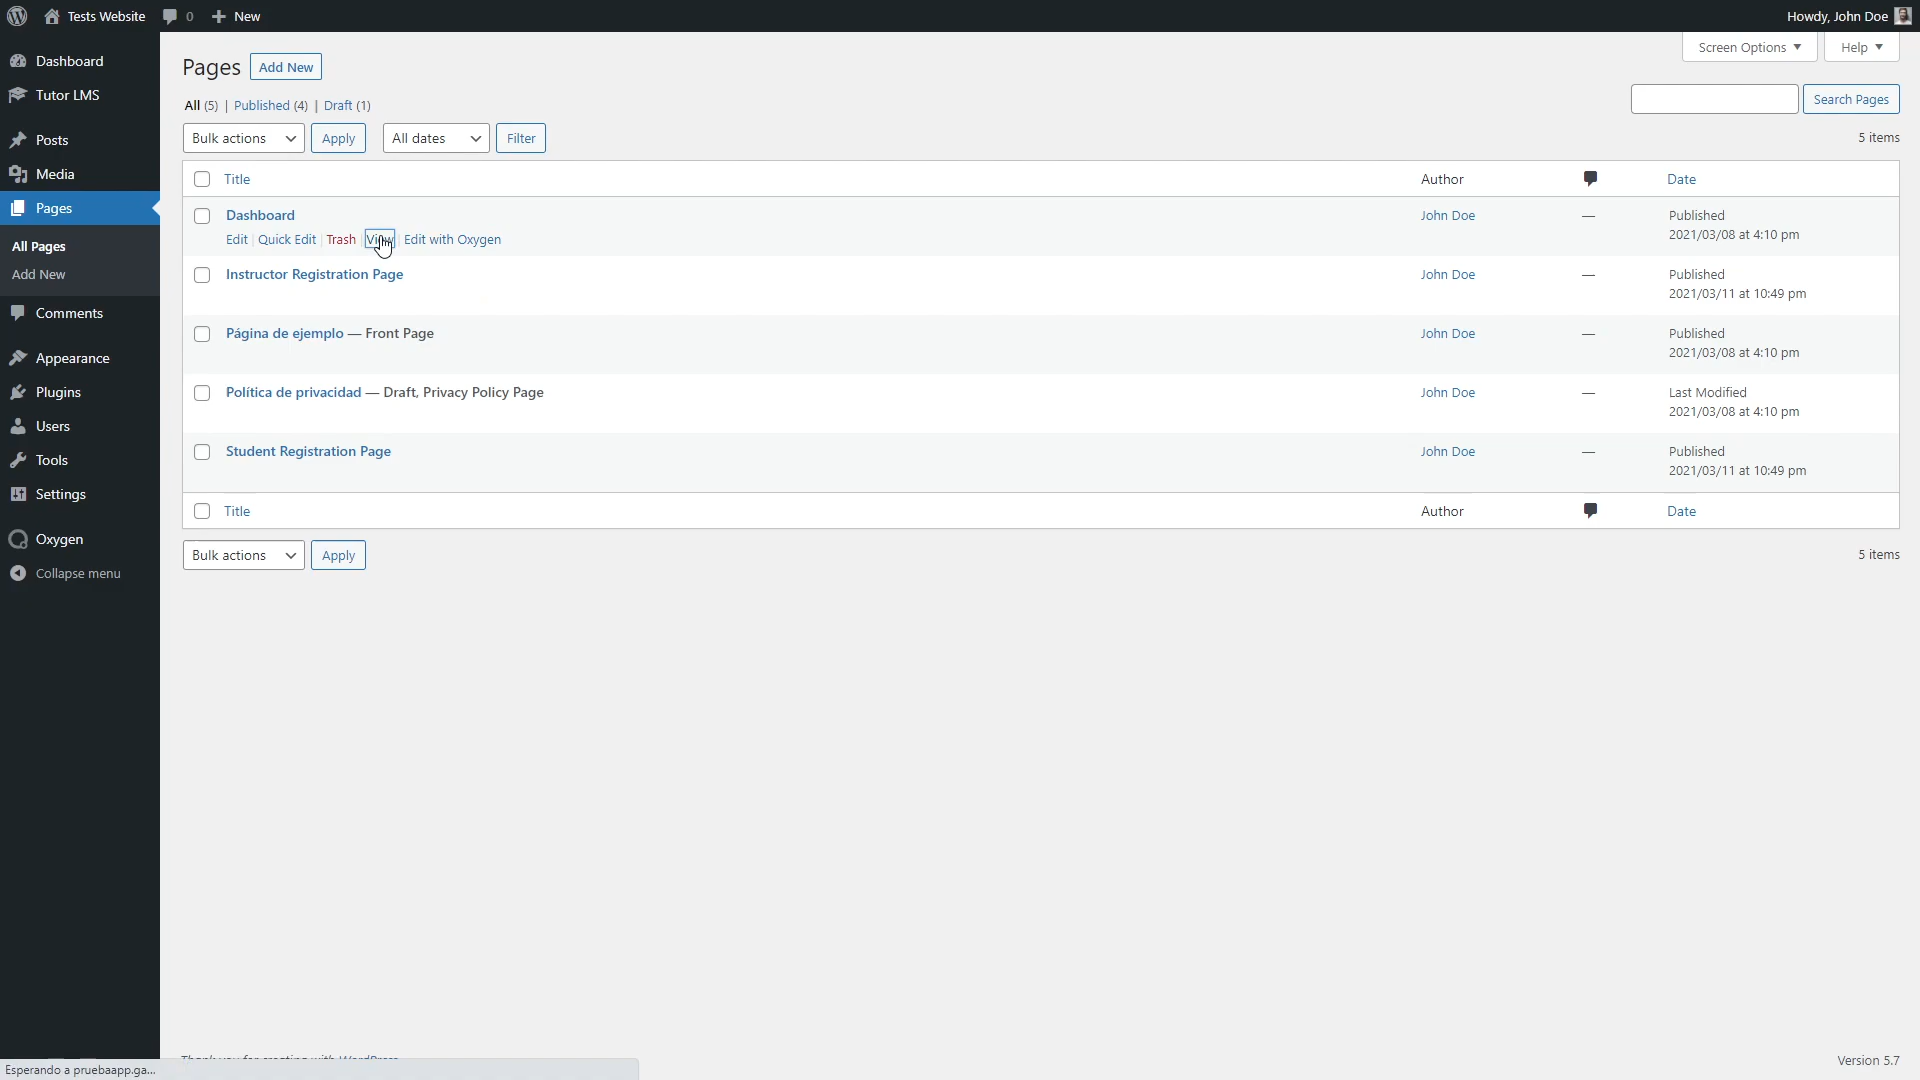 Tests Website 0 New Howdy, John Doe
Dashboard
Tutor LMS
Posts
Media
Pages
All Pages
Add New
Comments
Appearance
Plugins
Users
Tools
Settings
Oxygen
Collapse menu
Screen Options Help
Pages Add New
All (5) | Published (4) | Draft (1)
Search Pages
Bulk actions Apply All dates Filter 5 items
Title Author Date
Dashboard John Doe — Published
2021/03/08 at 4:10 pm
Edit | Quick Edit | Trash | View | Edit with Oxygen
Instructor Registration Page John Doe — Published
2021/03/11 at 10:49 pm
Página de ejemplo — Front Page John Doe — Published
2021/03/08 at 4:10 pm
Política de privacidad — Draft, Privacy Policy Page John Doe — Last Modified
2021/03/08 at 4:10 pm
Student Registration Page John Doe — Published
2021/03/11 at 10:49 pm
Title Author Date
Bulk actions Apply 5 items
Thank you for creating with WordPress Version 5.7
Esperando a pruebaapp.ga...